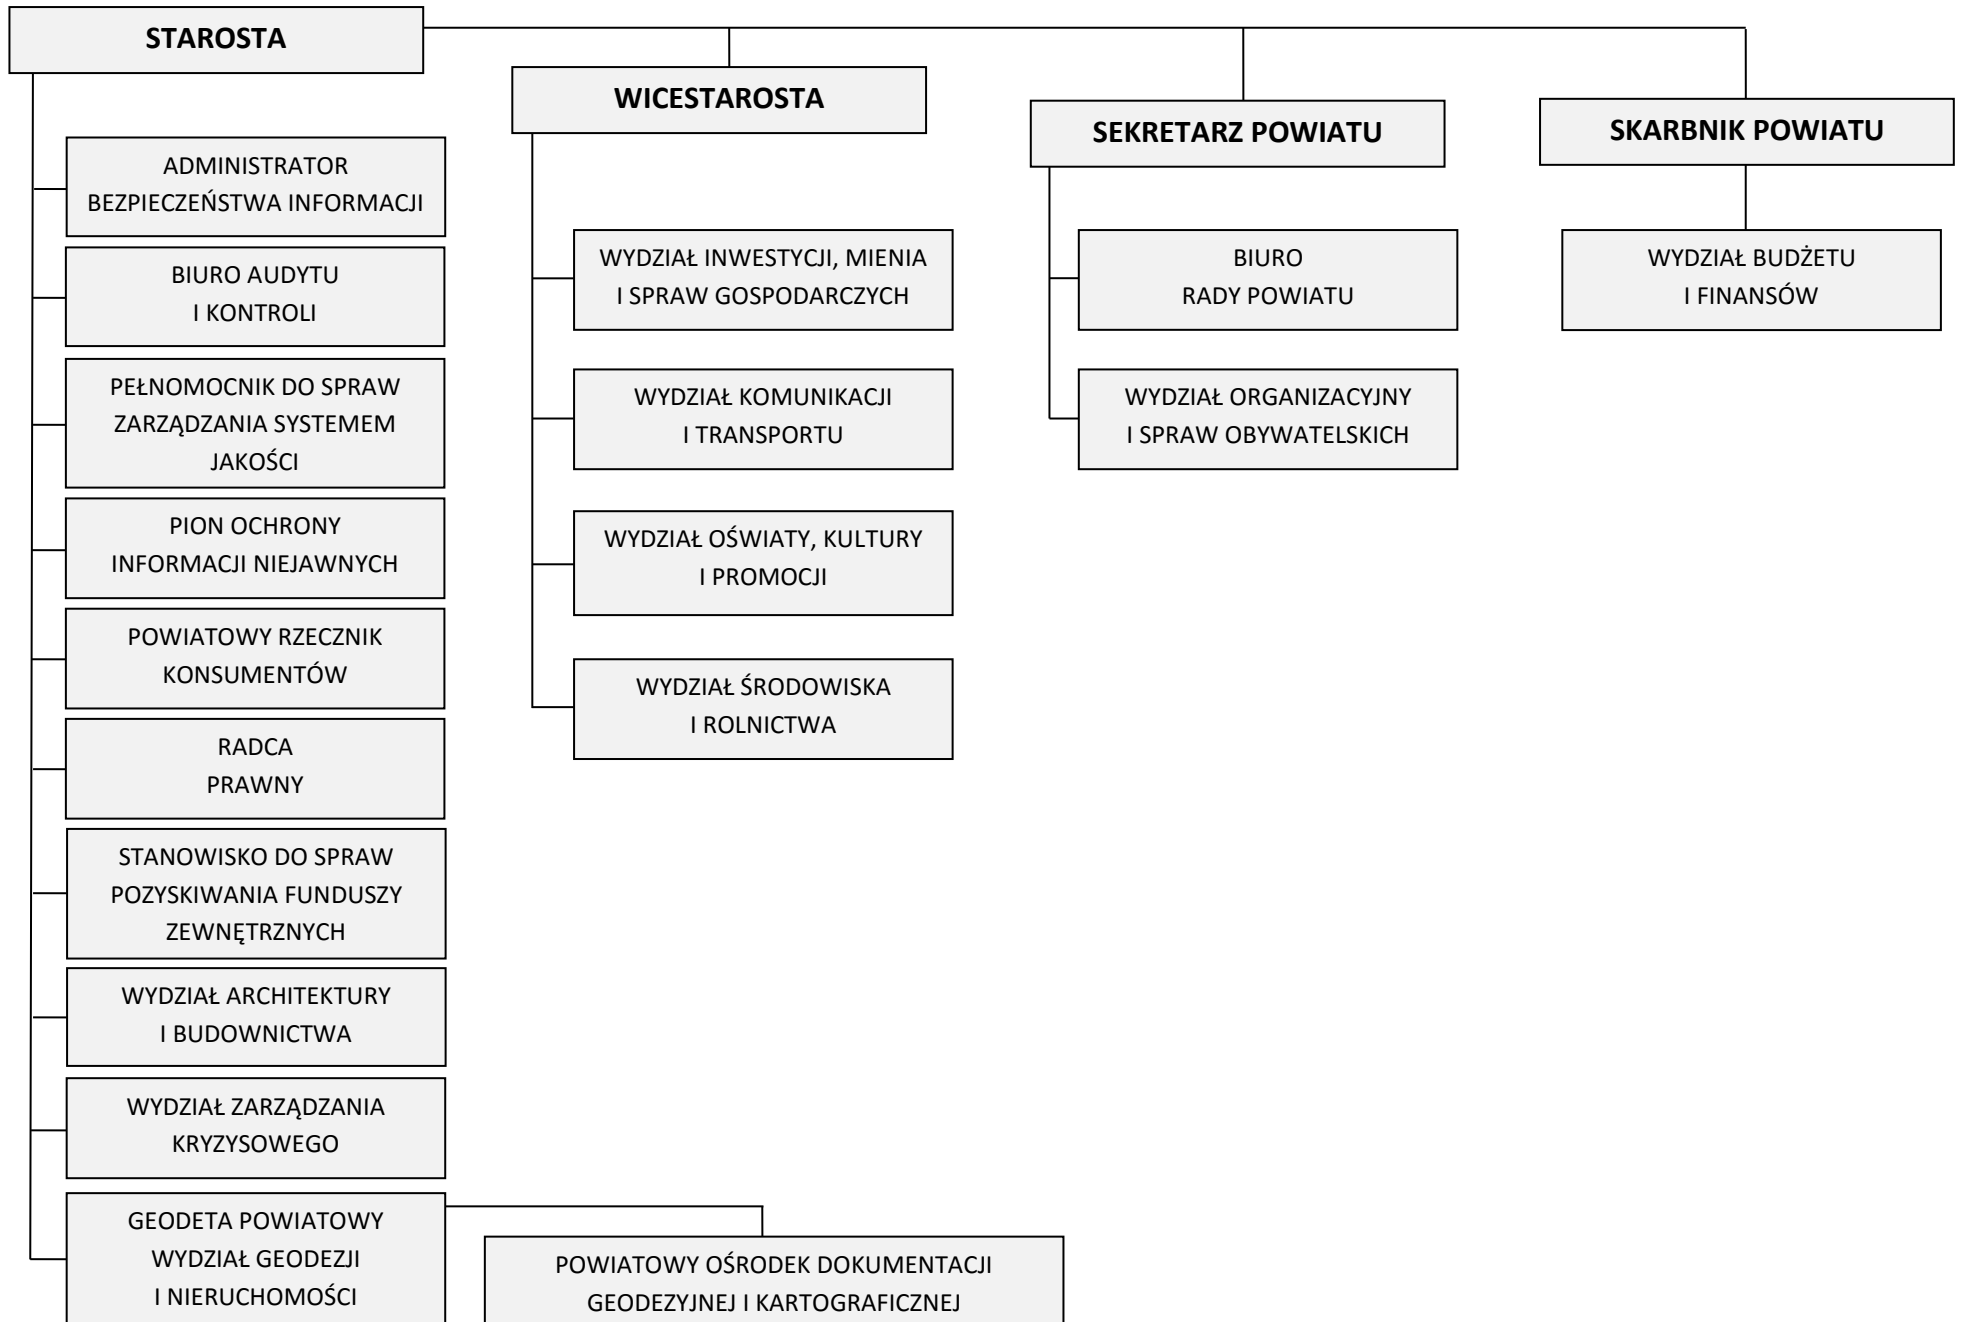 STAROSTA
WICESTAROSTA
SEKRETARZ POWIATU
SKARBNIK POWIATU
ADMINISTRATOR
BEZPIECZEŃSTWA INFORMACJI
BIURO AUDYTU
I KONTROLI
PEŁNOMOCNIK DO SPRAW
ZARZĄDZANIA SYSTEMEM
JAKOŚCI
PION OCHRONY
INFORMACJI NIEJAWNYCH
POWIATOWY RZECZNIK
KONSUMENTÓW
RADCA
PRAWNY
STANOWISKO DO SPRAW
POZYSKIWANIA FUNDUSZY
ZEWNĘTRZNYCH
WYDZIAŁ ARCHITEKTURY
I BUDOWNICTWA
WYDZIAŁ ZARZĄDZANIA
KRYZYSOWEGO
GEODETA POWIATOWY
WYDZIAŁ GEODEZJI
I NIERUCHOMOŚCI
POWIATOWY OŚRODEK DOKUMENTACJI
GEODEZYJNEJ I KARTOGRAFICZNEJ
WYDZIAŁ INWESTYCJI, MIENIA
I SPRAW GOSPODARCZYCH
WYDZIAŁ KOMUNIKACJI
I TRANSPORTU
WYDZIAŁ OŚWIATY, KULTURY
I PROMOCJI
WYDZIAŁ ŚRODOWISKA
I ROLNICTWA
BIURO
RADY POWIATU
WYDZIAŁ ORGANIZACYJNY
I SPRAW OBYWATELSKICH
WYDZIAŁ BUDŻETU
I FINANSÓW